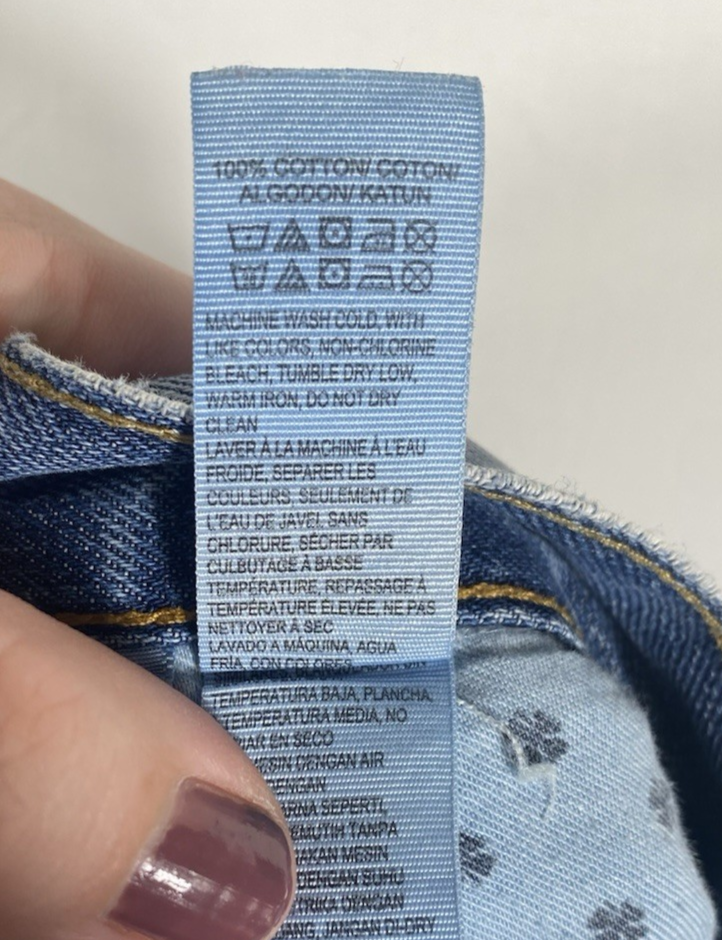 100% COTTON/ COTON/
ALGODON/ KATUN
MACHINE WASH COLD, WITH
LIKE COLORS, NON-CHLORINE
BLEACH, TUMBLE DRY LOW,
WARM IRON, DO NOT DRY
CLEAN
LAVER À LA MACHINE À L'EAU
FROIDE, SEPARER LES
COULEURS, SEULEMENT DE
L'EAU DE JAVEL SANS
CHLORURE, SÉCHER PAR
CULBUTAGE À BASSE
TEMPÉRATURE, REPASSAGE À
TEMPÉRATURE ÉLEVÉE, NE PAS
NETTOYER À SEC
LAVADO A MÁQUINA, AGUA
FRÍA, CON COLORES
TEMPERATURA BAJA, PLANCHA,
TEMPERATURA MEDIA, NO
EN SECO
DENGAN AIR
SEPERTI,
TANPA
MESIN
DENGAN SUHU
DENGAN
JANGAN DI DRY